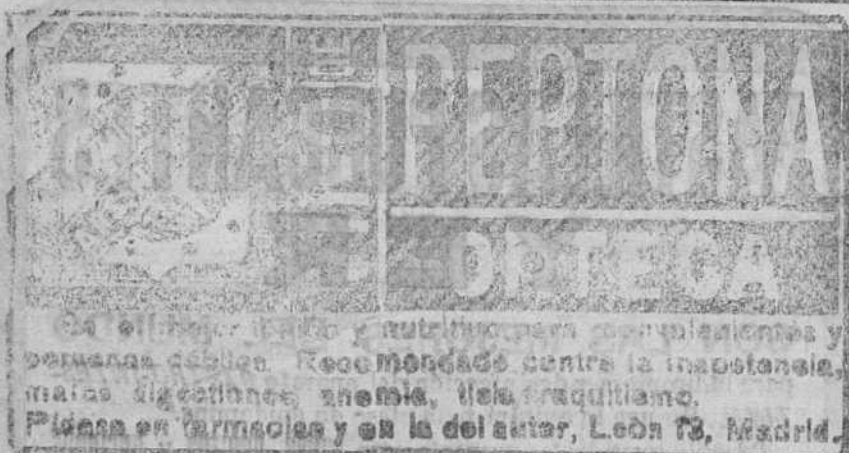 PEPTONA
ORTEGA
Es el mejor tónico y nutritivo para convalecientes y
personas débiles. Recomendado contra la inapetencia,
malas digestiones, anemia, tisis, raquitismo.
Pídase en farmacias y en la del autor, León 13, Madrid.